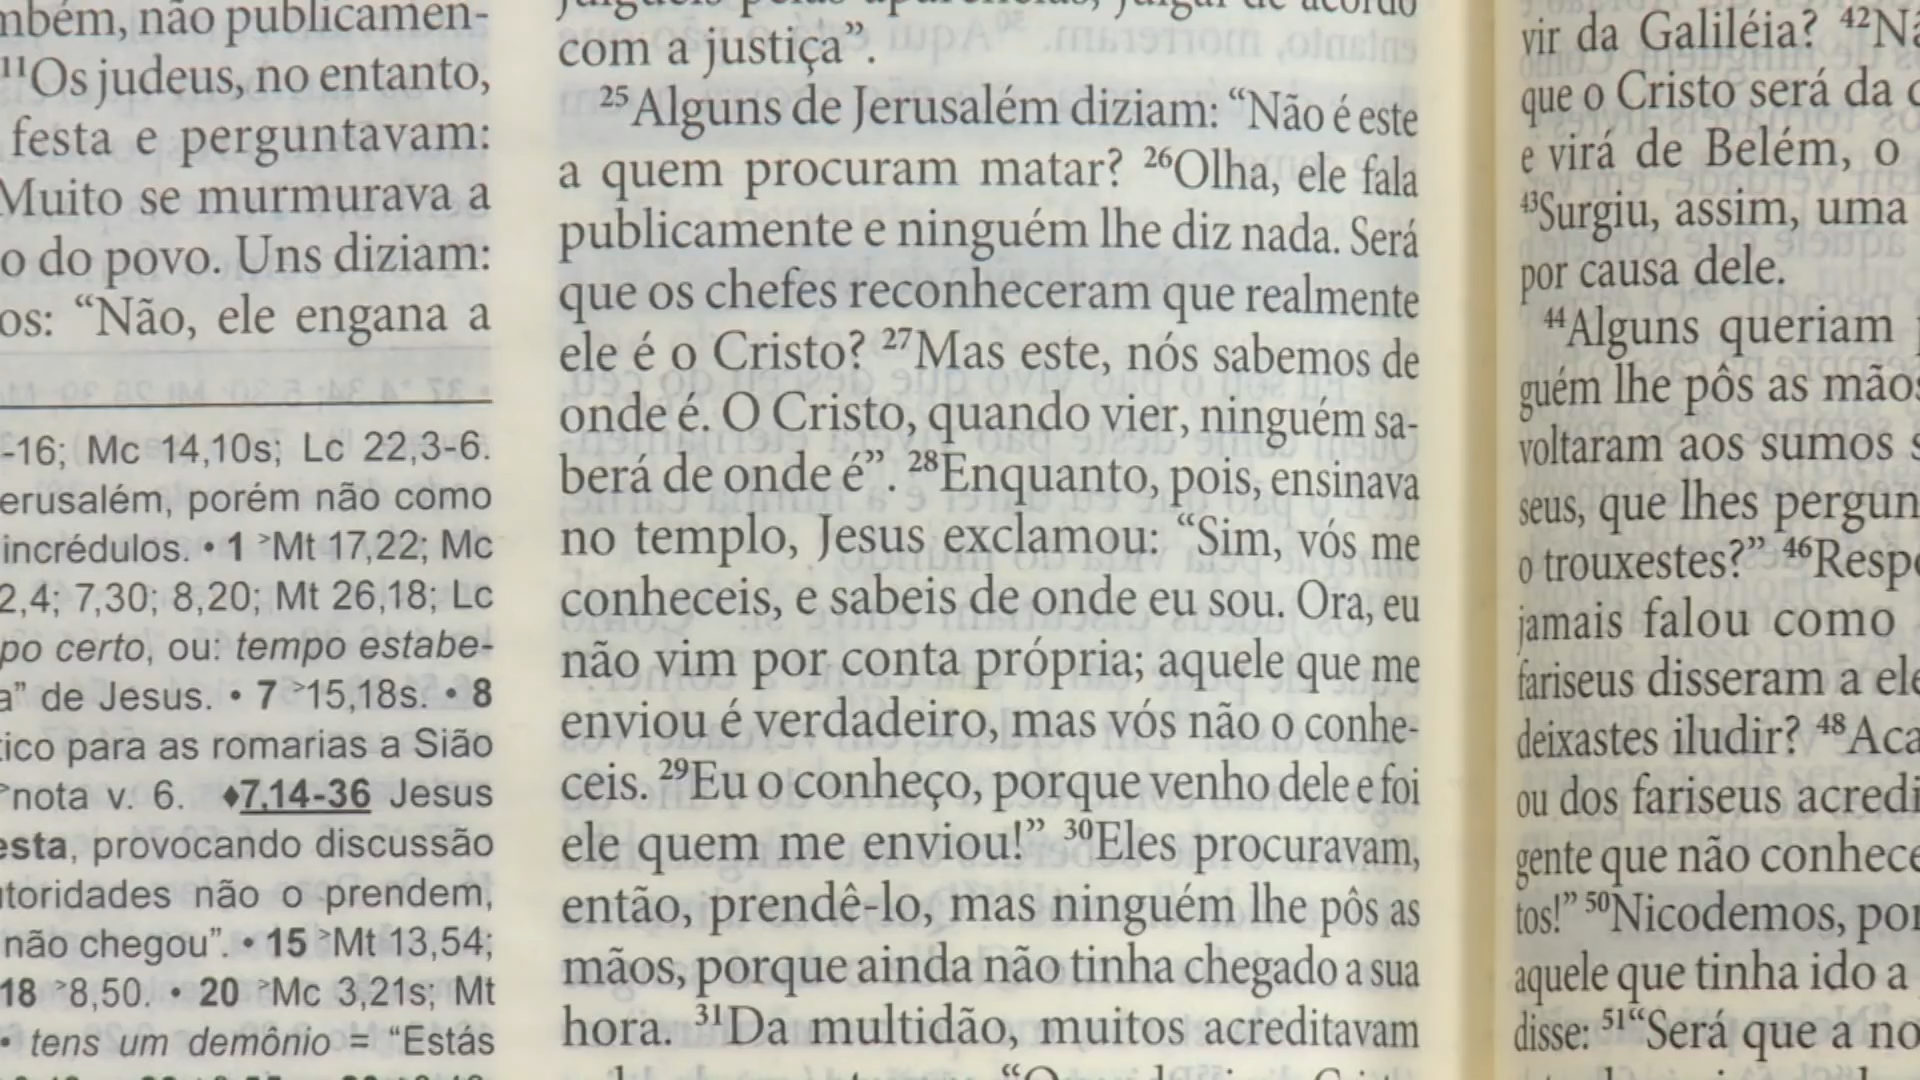 mbém, não publicamen-
¹¹Os judeus, no entanto,
festa e perguntavam:
Muito se murmurava a
o do povo. Uns diziam:
os: “Não, ele engana a
-16; Mc 14,10s; Lc 22,3-6.
erusalém, porém não como
incrédulos. • 1 >Mt 17,22; Mc
2,4; 7,30; 8,20; Mt 26,18; Lc
po certo, ou: tempo estabe-
a” de Jesus. • 7 >15,18s. • 8
tico para as romarias a Sião
>nota v. 6. ♦7,14-36 Jesus
esta, provocando discussão
utoridades não o prendem,
não chegou”. • 15 >Mt 13,54;
18 >8,50. • 20 >Mc 3,21s; Mt
• tens um demônio = “Estás
com a justiça”.
²⁵Alguns de Jerusalém diziam: “Não é este
a quem procuram matar? ²⁶Olha, ele fala
publicamente e ninguém lhe diz nada. Será
que os chefes reconheceram que realmente
ele é o Cristo? ²⁷Mas este, nós sabemos de
onde é. O Cristo, quando vier, ninguém sa-
berá de onde é”. ²⁸Enquanto, pois, ensinava
no templo, Jesus exclamou: “Sim, vós me
conheceis, e sabeis de onde eu sou. Ora, eu
não vim por conta própria; aquele que me
enviou é verdadeiro, mas vós não o conhe-
ceis. ²⁹Eu o conheço, porque venho dele e foi
ele quem me enviou!” ³⁰Eles procuravam,
então, prendê-lo, mas ninguém lhe pôs as
mãos, porque ainda não tinha chegado a sua
hora. ³¹Da multidão, muitos acreditavam
vir da Galiléia? ⁴²Nã
que o Cristo será da
e virá de Belém, o
⁴³Surgiu, assim, uma
por causa dele.
⁴⁴Alguns queriam
guém lhe pôs as mãos
voltaram aos sumos s
seus, que lhes pergun
o trouxestes?” ⁴⁶Respo
jamais falou como
fariseus disseram a ele
deixastes iludir? ⁴⁸Aca
ou dos fariseus acredi
gente que não conhece
tos!” ⁵⁰Nicodemos, por
aquele que tinha ido a
disse: ⁵¹“Será que a no